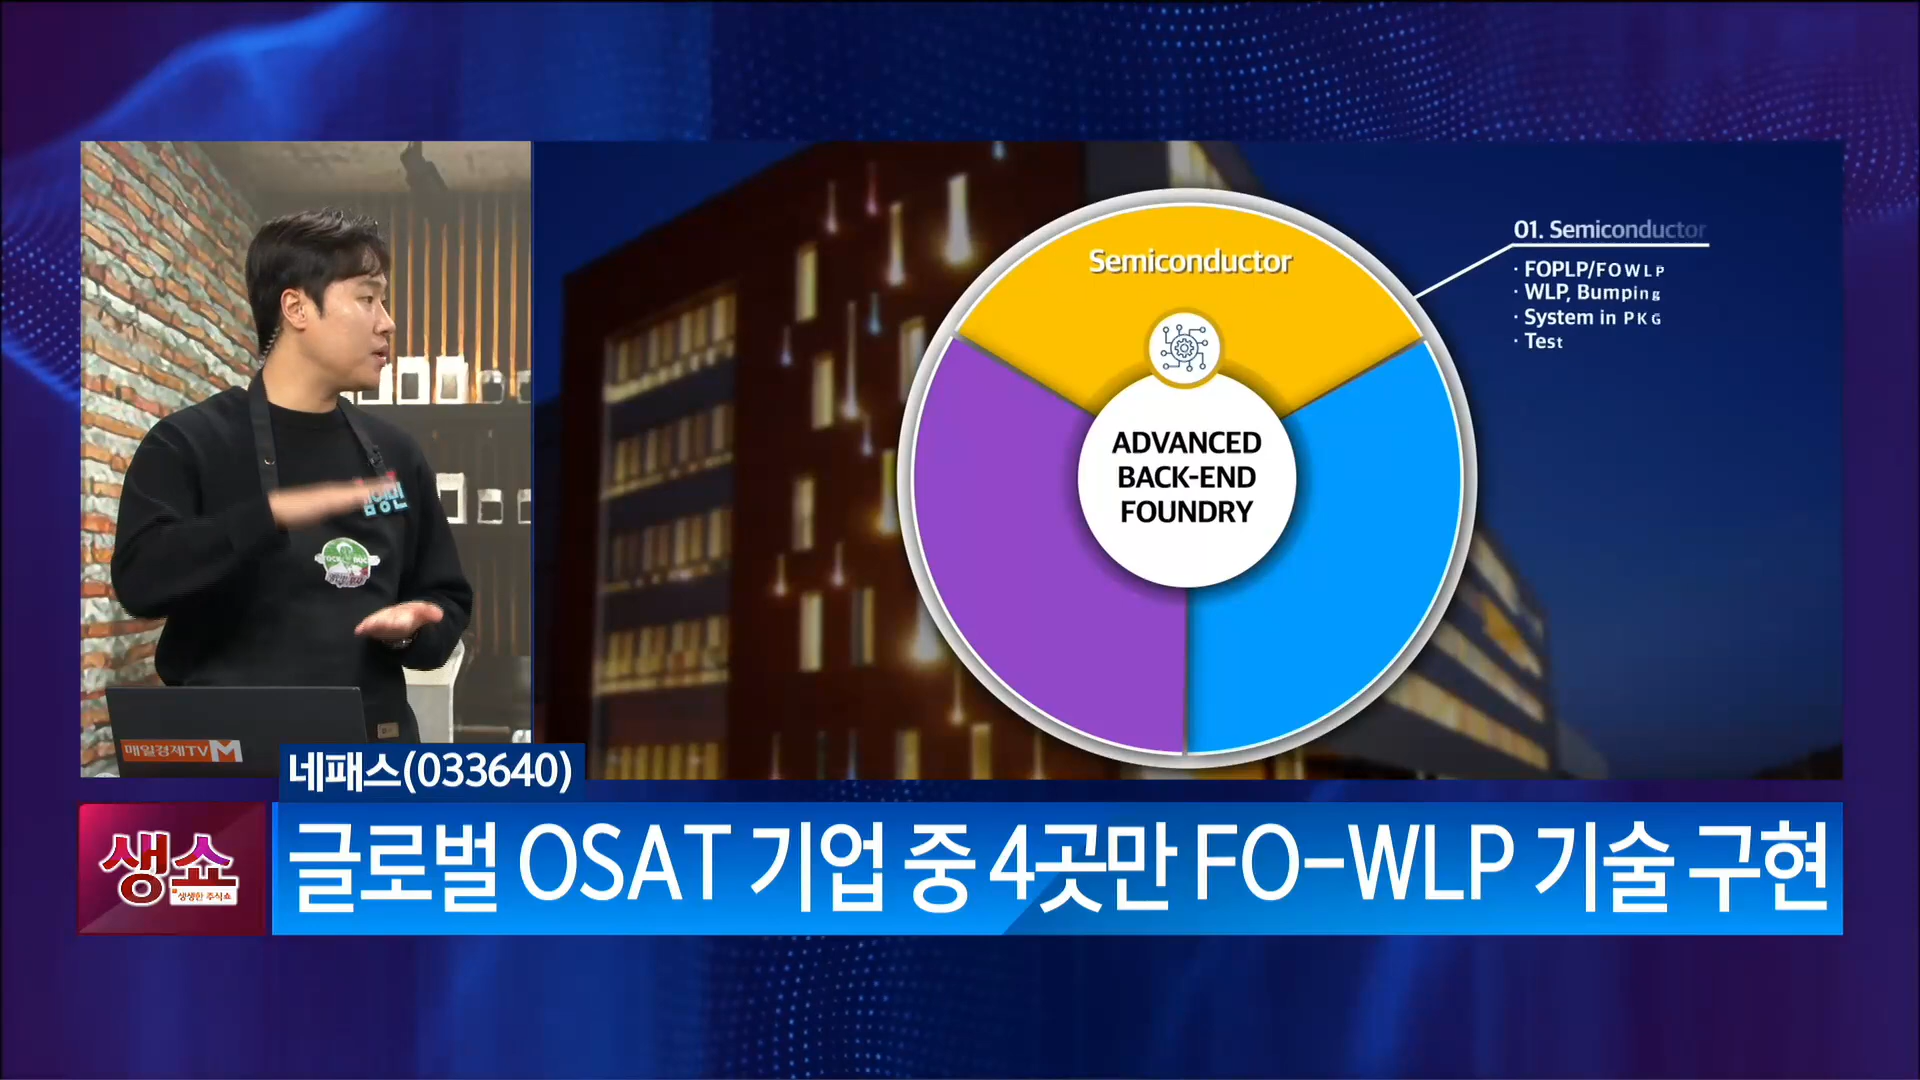 Semiconductor
ADVANCED
BACK-END
FOUNDRY
01. Semiconductor
· FOPLP/FOWLP
· WLP, Bumping
· System in PKG
· Test
매일경제TV M
네패스(033640)
생쇼
생생한 주식쇼
글로벌 OSAT 기업 중 4곳만 FO-WLP 기술 구현